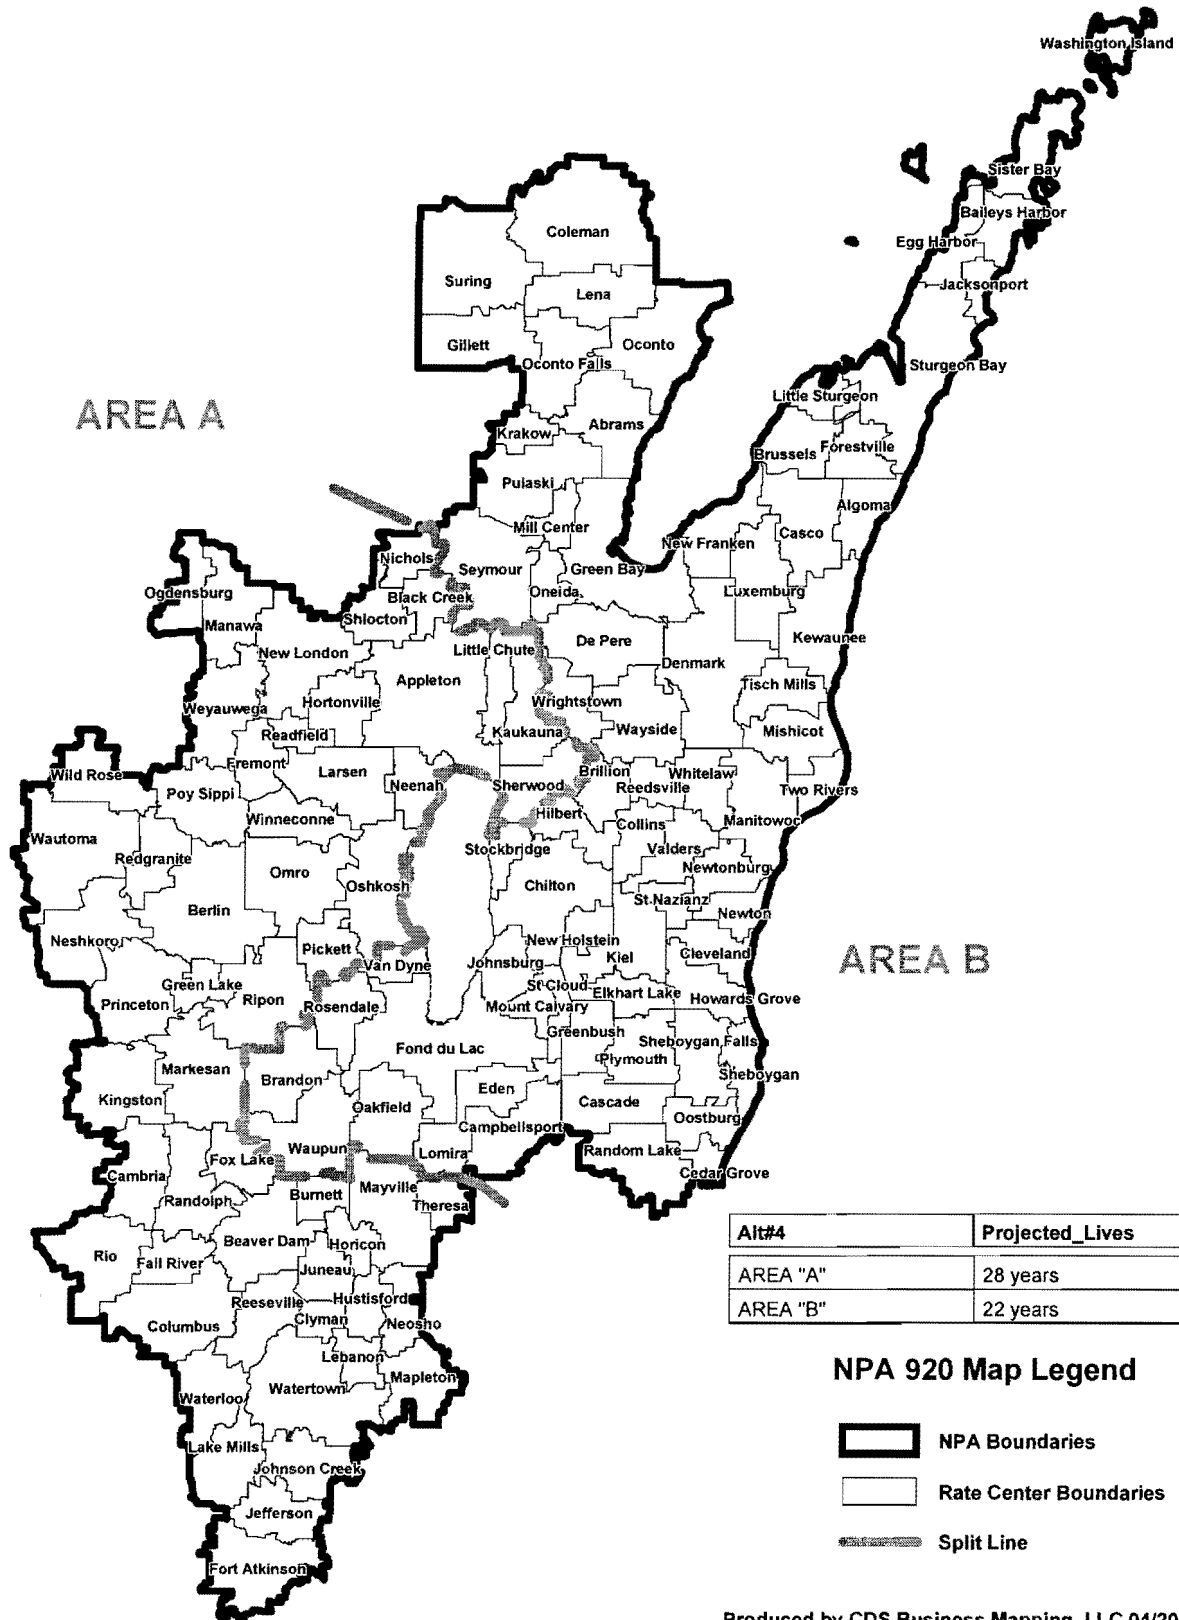 Washington Island
Sister Bay
Baileys Harbor
Coleman
Egg Harbor
Suring
Jacksonport
Lena
Gillett
Oconto
Oconto Falls
Sturgeon Bay
Little Sturgeon
AREA A
Abrams
Krakow
Forestville
Brussels
Pulaski
Algoma
Mill Center
Casco
New Franken
Nichols
Seymour
Green Bay
Ogdensburg
Black Creek
Oneida
Luxemburg
Shiocton
Manawa
Kewaunee
De Pere
New London
Little Chute
Denmark
Appleton
Tisch Mills
Hortonville
Wrightstown
Weyauwega
Wayside
Mishicot
Readfield
Kaukauna
Fremont
Larsen
Brillion
Whitelaw
Wild Rose
Neenah
Sherwood
Reedsville
Two Rivers
Poy Sippi
Hilbert
Winneconne
Collins
Manitowoc
Wautoma
Stockbridge
Valders
Redgranite
Newtonburg
Omro
Oshkosh
Chilton
St Nazianz
Berlin
Newton
Neshkoro
Pickett
New Holstein
Cleveland
Kiel
AREA B
Van Dyne
Johnsburg
Green Lake
St Cloud
Elkhart Lake
Ripon
Howards Grove
Princeton
Rosendale
Mount Calvary
Greenbush
Sheboygan Falls
Fond du Lac
Plymouth
Markesan
Sheboygan
Brandon
Eden
Kingston
Cascade
Oakfield
Oostburg
Campbellsport
Waupun
Random Lake
Lomira
Fox Lake
Cedar Grove
Cambria
Mayville
Burnett
Randolph
Theresa
Beaver Dam
Horicon
Rio
Fall River
Juneau
Hustisford
Reeseville
Clyman
Neosho
Columbus
Lebanon
Mapleton
Watertown
Waterloo
Lake Mills
Johnson Creek
Jefferson
Fort Atkinson
Alt#4 Projected_Lives
AREA "A" 28 years
AREA "B" 22 years
NPA 920 Map Legend
NPA Boundaries
Rate Center Boundaries
Split Line